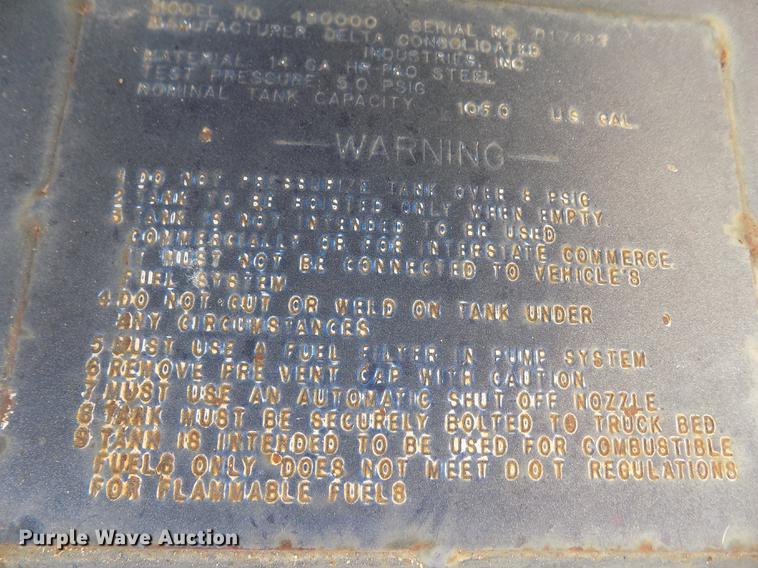 MODEL NO 480000 SERIAL NO
MANUFACTURER DELTA CONSOLIDATED
INDUSTRIES, INC.
MATERIAL 14 GA HR P&O STEEL
TEST PRESSURE 5.0 PSIG
NOMINAL TANK CAPACITY 106.0 U.S. GAL.
WARNING
1 DO NOT PRESSURIZE TANK OVER PSIG
2 TANK TO BE HOISTED ONLY WHEN EMPTY
3 TANK IS NOT INTENDED TO BE USED
COMMERCIALLY OR FOR INTERSTATE COMMERCE.
IT MUST NOT BE CONNECTED TO VEHICLE'S
FUEL SYSTEM
4 DO NOT CUT OR WELD ON TANK UNDER
ANY CIRCUMSTANCES
5 MUST USE A FUEL FILTER IN PUMP SYSTEM
6 REMOVE PRE VENT CAP WITH CAUTION
7 MUST USE AN AUTOMATIC SHUT OFF NOZZLE.
8 TANK MUST BE SECURELY BOLTED TO TRUCK BED.
9 TANK IS INTENDED TO BE USED FOR COMBUSTIBLE
FUELS ONLY DOES NOT MEET D O T REGULATIONS
FOR FLAMMABLE FUELS
Purple Wave Auction